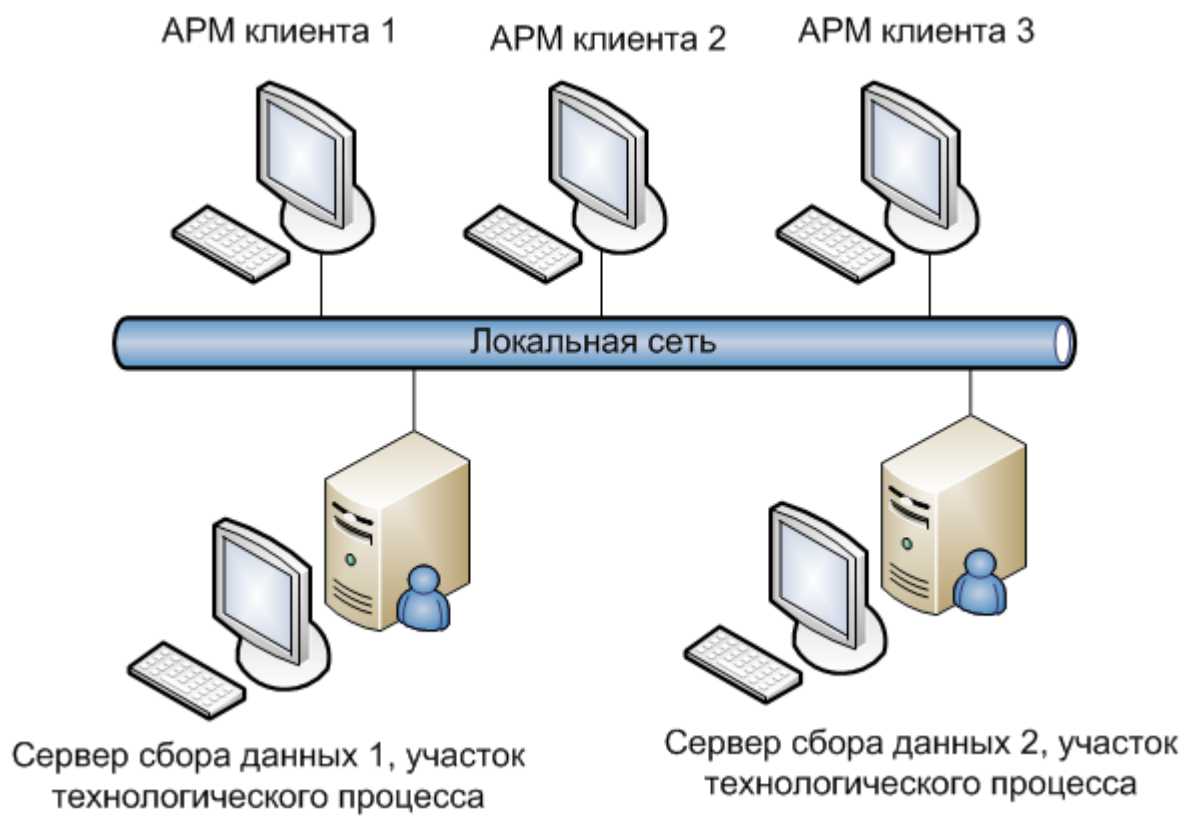 АРМ клиента 1
АРМ клиента 2
АРМ клиента 3
Локальная сеть
Сервер сбора данных 1, участок
технологического процесса
Сервер сбора данных 2, участок
технологического процесса